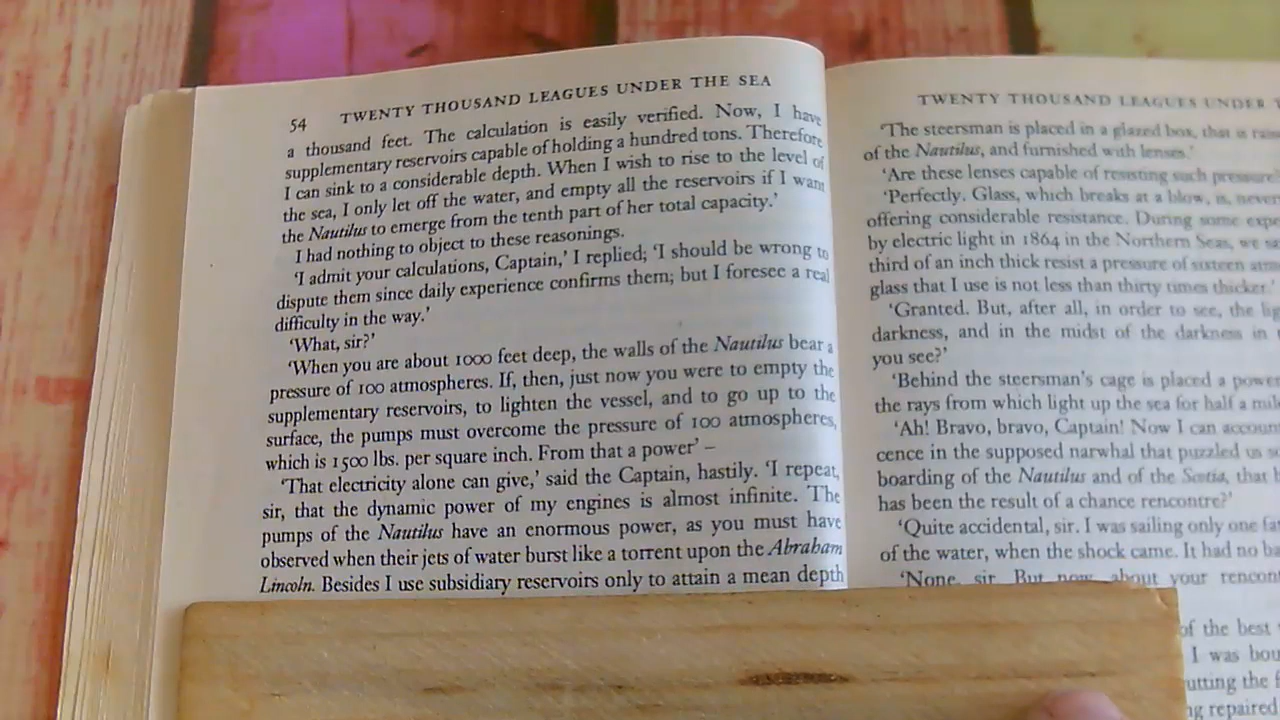 54 TWENTY THOUSAND LEAGUES UNDER THE SEA
a thousand feet. The calculation is easily verified. Now, I have
supplementary reservoirs capable of holding a hundred tons. Therefore
I can sink to a considerable depth. When I wish to rise to the level of
the sea, I only let off the water, and empty all the reservoirs if I want
the Nautilus to emerge from the tenth part of her total capacity.'
I had nothing to object to these reasonings.
'I admit your calculations, Captain,' I replied; 'I should be wrong to
dispute them since daily experience confirms them; but I foresee a real
difficulty in the way.'
'What, sir?'
'When you are about 1000 feet deep, the walls of the Nautilus bear a
pressure of 100 atmospheres. If, then, just now you were to empty the
supplementary reservoirs, to lighten the vessel, and to go up to the
surface, the pumps must overcome the pressure of 100 atmospheres,
which is 1500 lbs. per square inch. From that a power' –
'That electricity alone can give,' said the Captain, hastily. 'I repeat,
sir, that the dynamic power of my engines is almost infinite. The
pumps of the Nautilus have an enormous power, as you must have
observed when their jets of water burst like a torrent upon the Abraham
Lincoln. Besides I use subsidiary reservoirs only to attain a mean depth
TWENTY THOUSAND LEAGUES UNDER
'The steersman is placed in a glazed box, that is
of the Nautilus, and furnished with lenses.'
'Are these lenses capable of resisting such pressure
'Perfectly. Glass, which breaks at a blow, is,
offering considerable resistance. During some
by electric light in 1864 in the Northern Seas, we
third of an inch thick resist a pressure of sixteen
glass that I use is not less than thirty times thicker.'
'Granted. But, after all, in order to see, the
darkness, and in the midst of the darkness in
you see?'
'Behind the steersman's cage is placed a
the rays from which light up the sea for half a
'Ah! Bravo, bravo, Captain! Now I can
cence in the supposed narwhal that puzzled us
boarding of the Nautilus and of the Scotia, that
has been the result of a chance rencontre?'
'Quite accidental, sir. I was sailing only one
of the water, when the shock came. It had no
'None, sir. But now, about your
of the best
I was
the
repaired